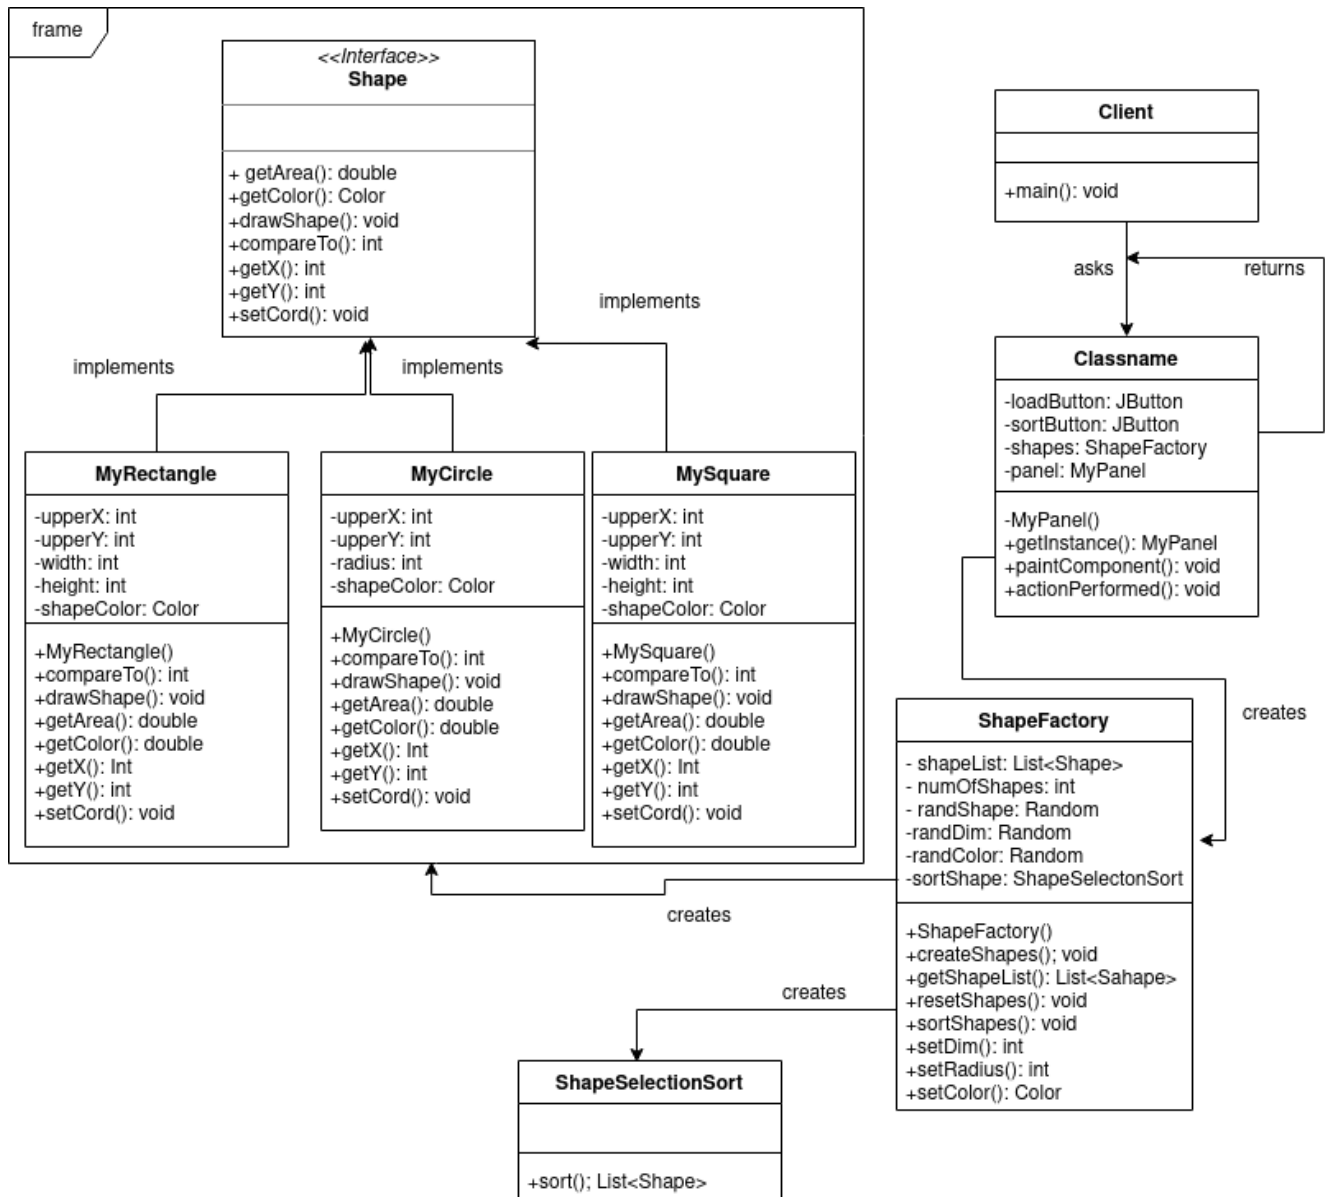 frame
<<Interface>>
Shape
+ getArea(): double
+getColor(): Color
+drawShape(): void
+compareTo(): int
+getX(): int
+getY(): int
+setCord(): void
implements
implements
implements
MyRectangle
-upperX: int
-upperY: int
-width: int
-height: int
-shapeColor: Color
+MyRectangle()
+compareTo(): int
+drawShape(): void
+getArea(): double
+getColor(): double
+getX(): Int
+getY(): int
+setCord(): void
MyCircle
-upperX: int
-upperY: int
-radius: int
-shapeColor: Color
+MyCircle()
+compareTo(): int
+drawShape(): void
+getArea(): double
+getColor(): double
+getX(): Int
+getY(): int
+setCord(): void
MySquare
-upperX: int
-upperY: int
-width: int
-height: int
-shapeColor: Color
+MySquare()
+compareTo(): int
+drawShape(): void
+getArea(): double
+getColor(): double
+getX(): Int
+getY(): int
+setCord(): void
Client
+main(): void
asks
returns
Classname
-loadButton: JButton
-sortButton: JButton
-shapes: ShapeFactory
-panel: MyPanel
-MyPanel()
+getInstance(): MyPanel
+paintComponent(): void
+actionPerformed(): void
creates
ShapeFactory
- shapeList: List<Shape>
- numOfShapes: int
- randShape: Random
-randDim: Random
-randColor: Random
-sortShape: ShapeSelectonSort
+ShapeFactory()
+createShapes(); void
+getShapeList(): List<Sahape>
+resetShapes(): void
+sortShapes(): void
+setDim(): int
+setRadius(): int
+setColor(): Color
creates
creates
ShapeSelectionSort
+sort(); List<Shape>